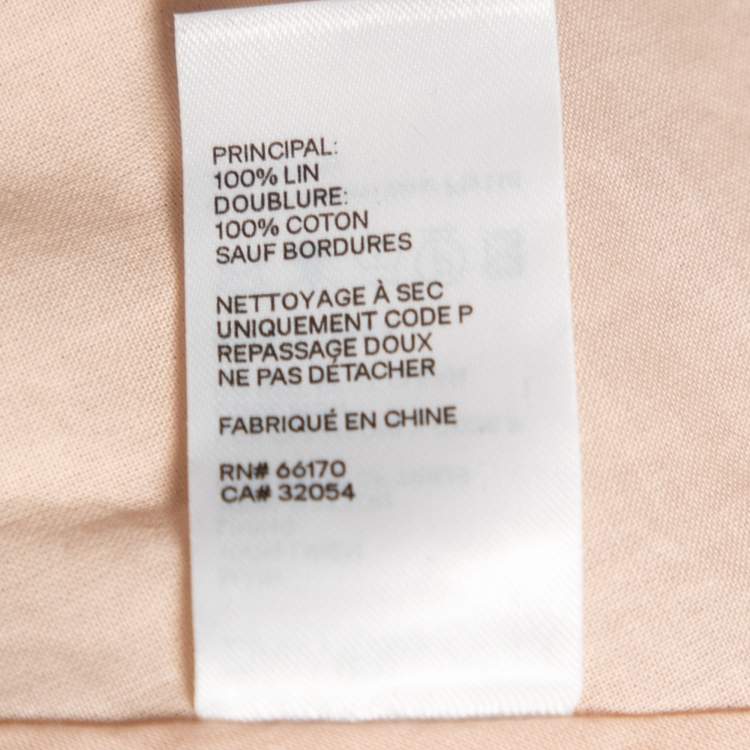 PRINCIPAL:
100% LIN
DOUBLURE:
100% COTON
SAUF BORDURES
NETTOYAGE À SEC
UNIQUEMENT CODE P
REPASSAGE DOUX
NE PAS DÉTACHER
FABRIQUÉ EN CHINE
RN# 66170
CA# 32054